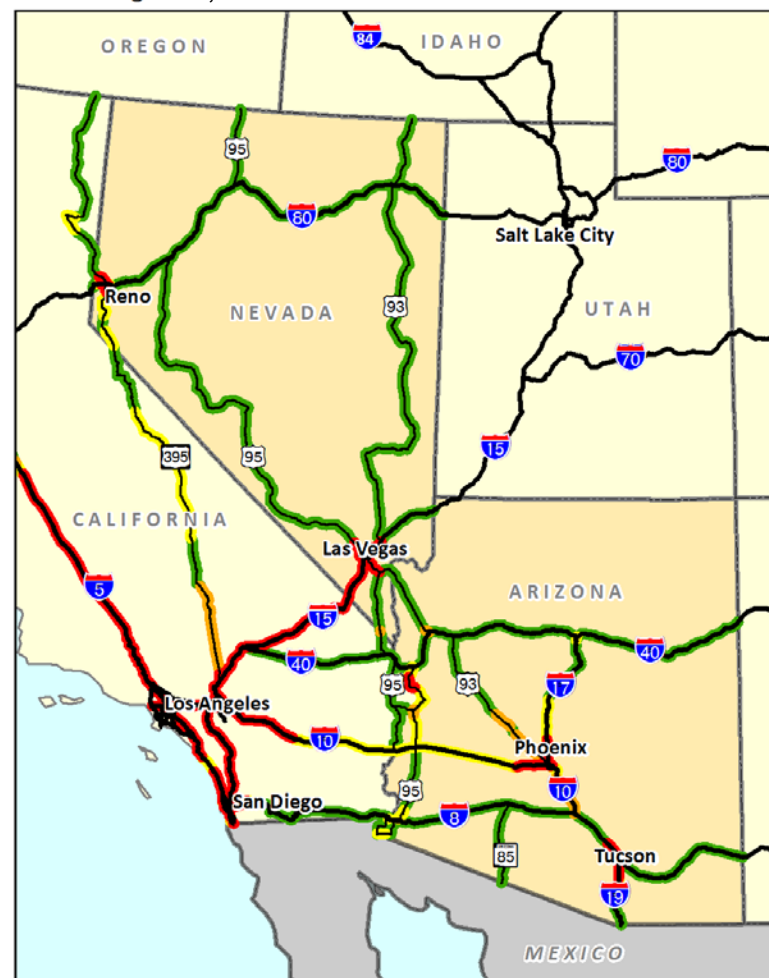 OREGON
IDAHO
84
95
80
80
Salt Lake City
Reno
NEVADA
93
UTAH
70
395
95
15
CALIFORNIA
Las Vegas
5
ARIZONA
15
40
40
95
93
17
Los Angeles
10
Phoenix
San Diego
95
10
8
85
Tucson
19
MEXICO